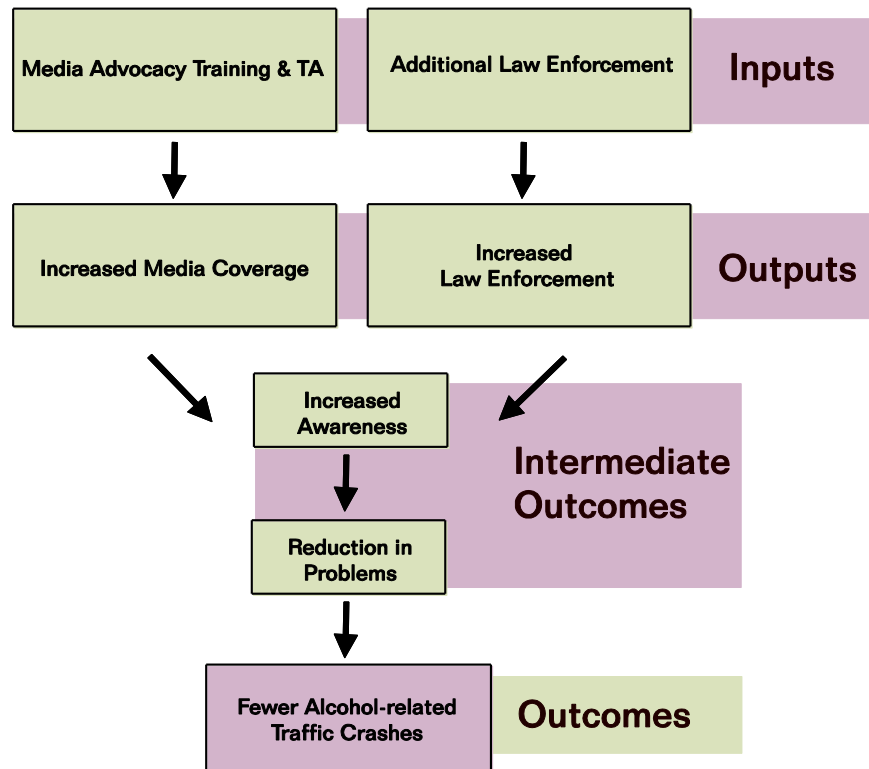 Media Advocacy Training & TA
Additional Law Enforcement
Inputs
Increased Media Coverage
Increased
Law Enforcement
Outputs
Increased
Awareness
Intermediate
Outcomes
Reduction in
Problems
Fewer Alcohol-related
Traffic Crashes
Outcomes